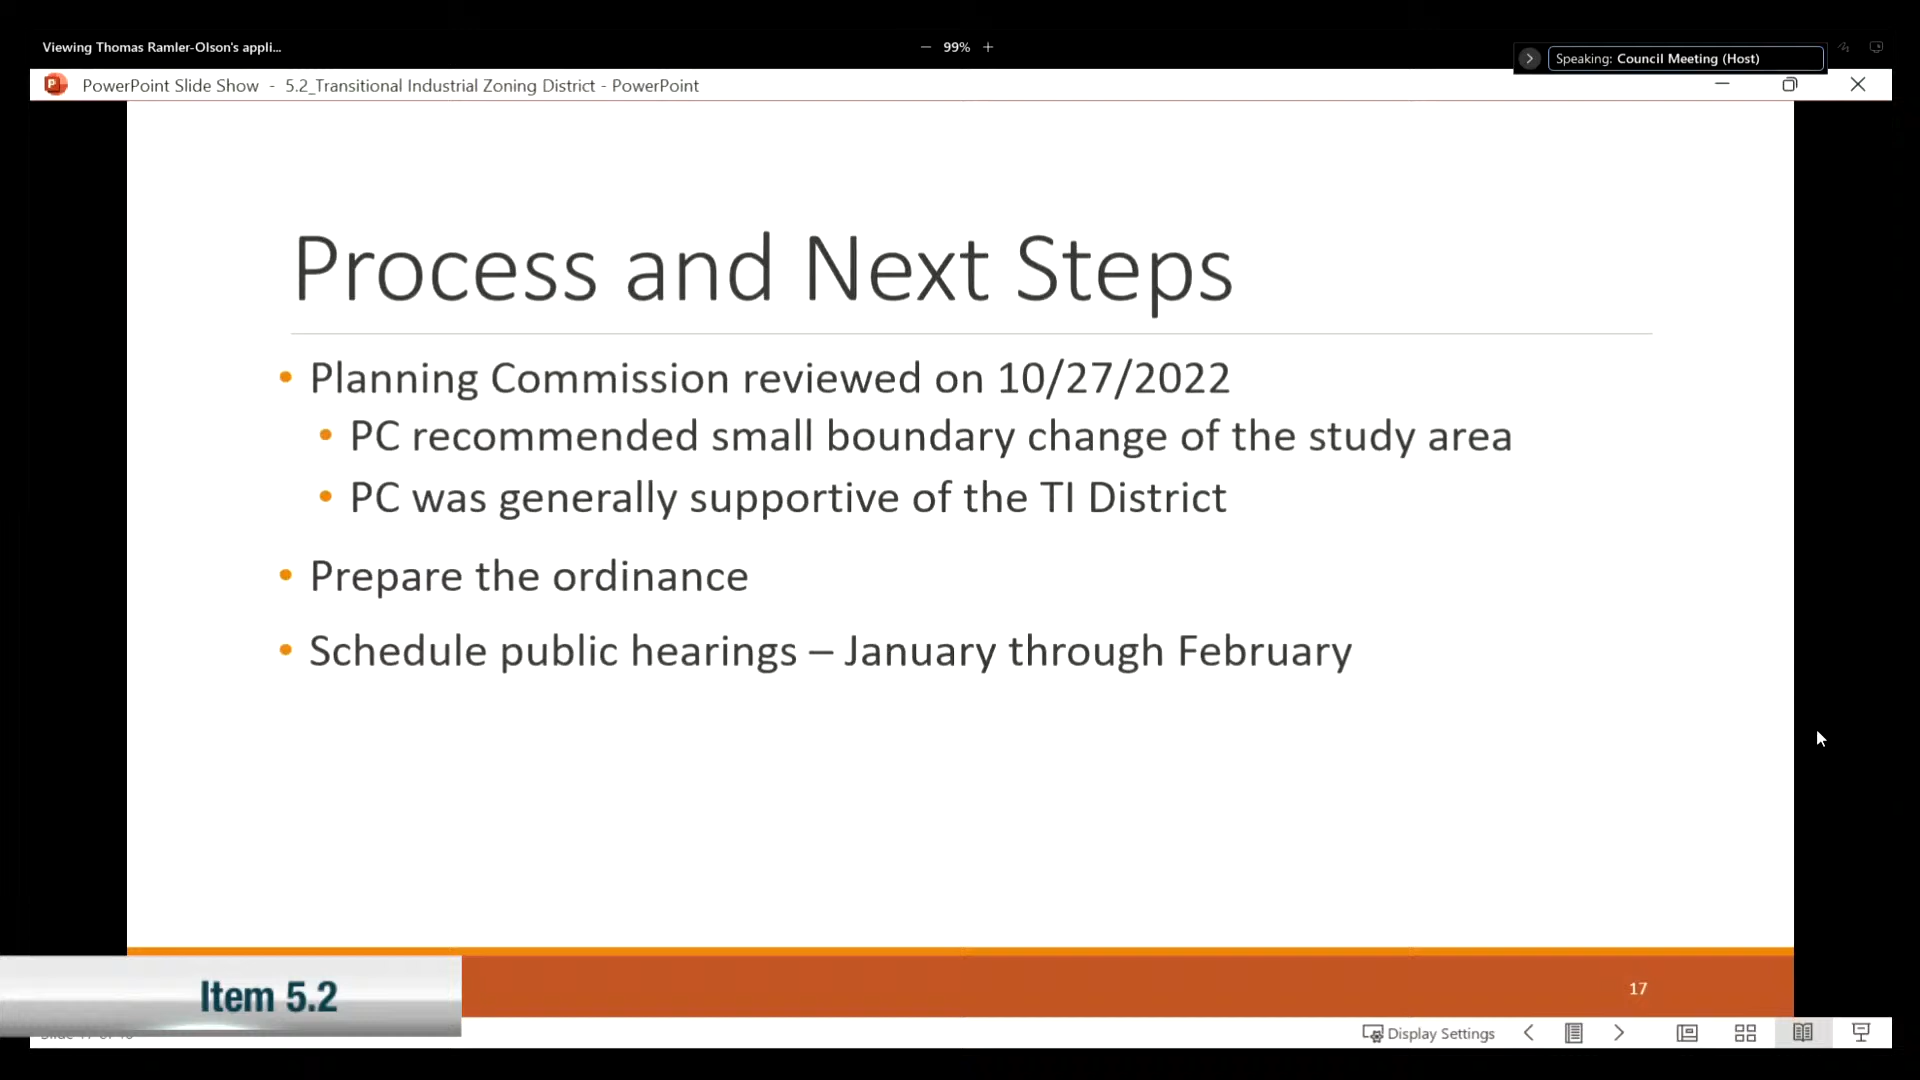 Viewing Thomas Ramler-Olson's appli...
99%
Speaking: Council Meeting (Host)
PowerPoint Slide Show - 5.2_Transitional Industrial Zoning District - PowerPoint
Process and Next Steps
• Planning Commission reviewed on 10/27/2022
• PC recommended small boundary change of the study area
• PC was generally supportive of the TI District
• Prepare the ordinance
• Schedule public hearings – January through February
17
Item 5.2
Display Settings